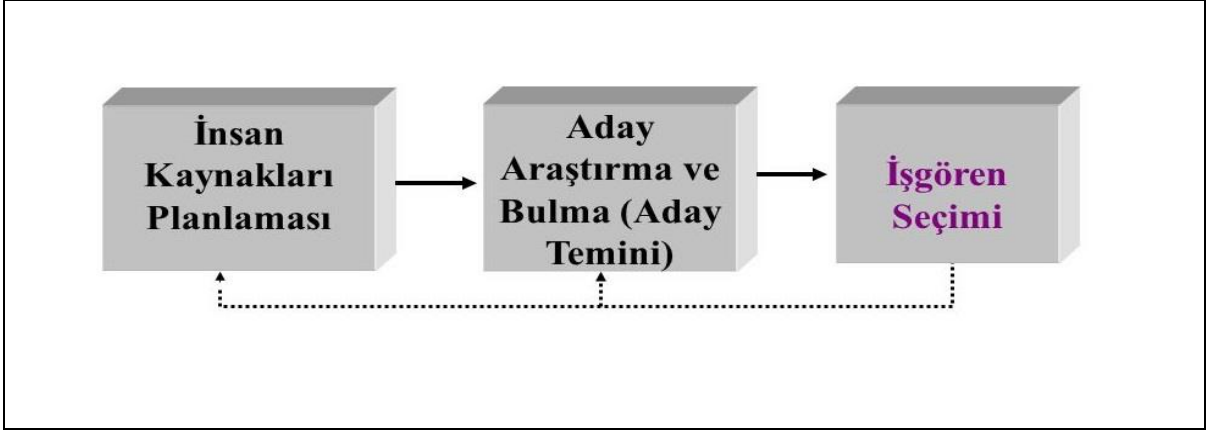 İnsan
Kaynakları
Planlaması
Aday
Araştırma ve
Bulma (Aday
Temini)
İşgören
Seçimi